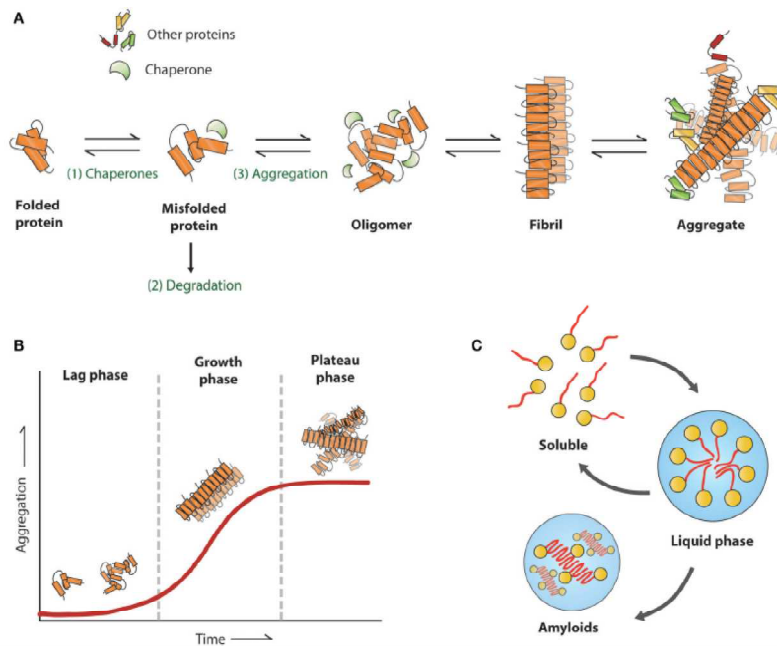 A
Other proteins
Chaperone
(1) Chaperones
(3) Aggregation
Folded protein
Misfolded protein
Oligomer
Fibril
Aggregate
(2) Degradation
B
Lag phase
Growth phase
Plateau phase
Aggregation
Time
C
Soluble
Liquid phase
Amyloids